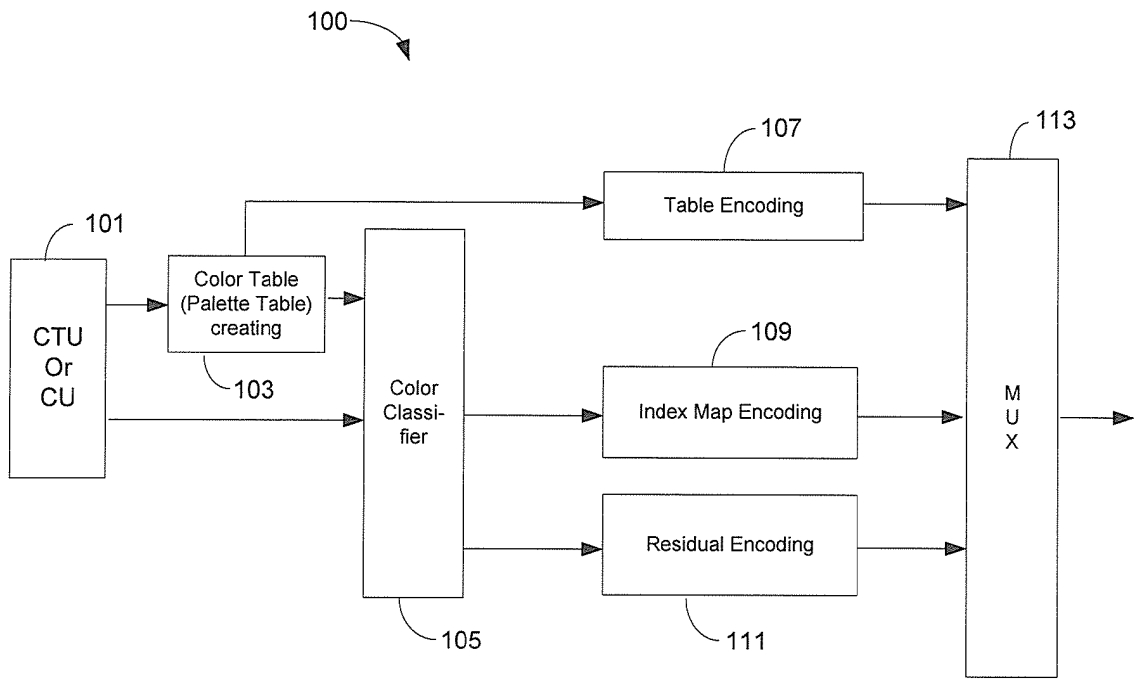 100
107
113
Table Encoding
101
Color Table
(Palette Table)
creating
CTU
Or
CU
103
109
Color
Classi-
fier
Index Map Encoding
M
U
X
Residual Encoding
105
111